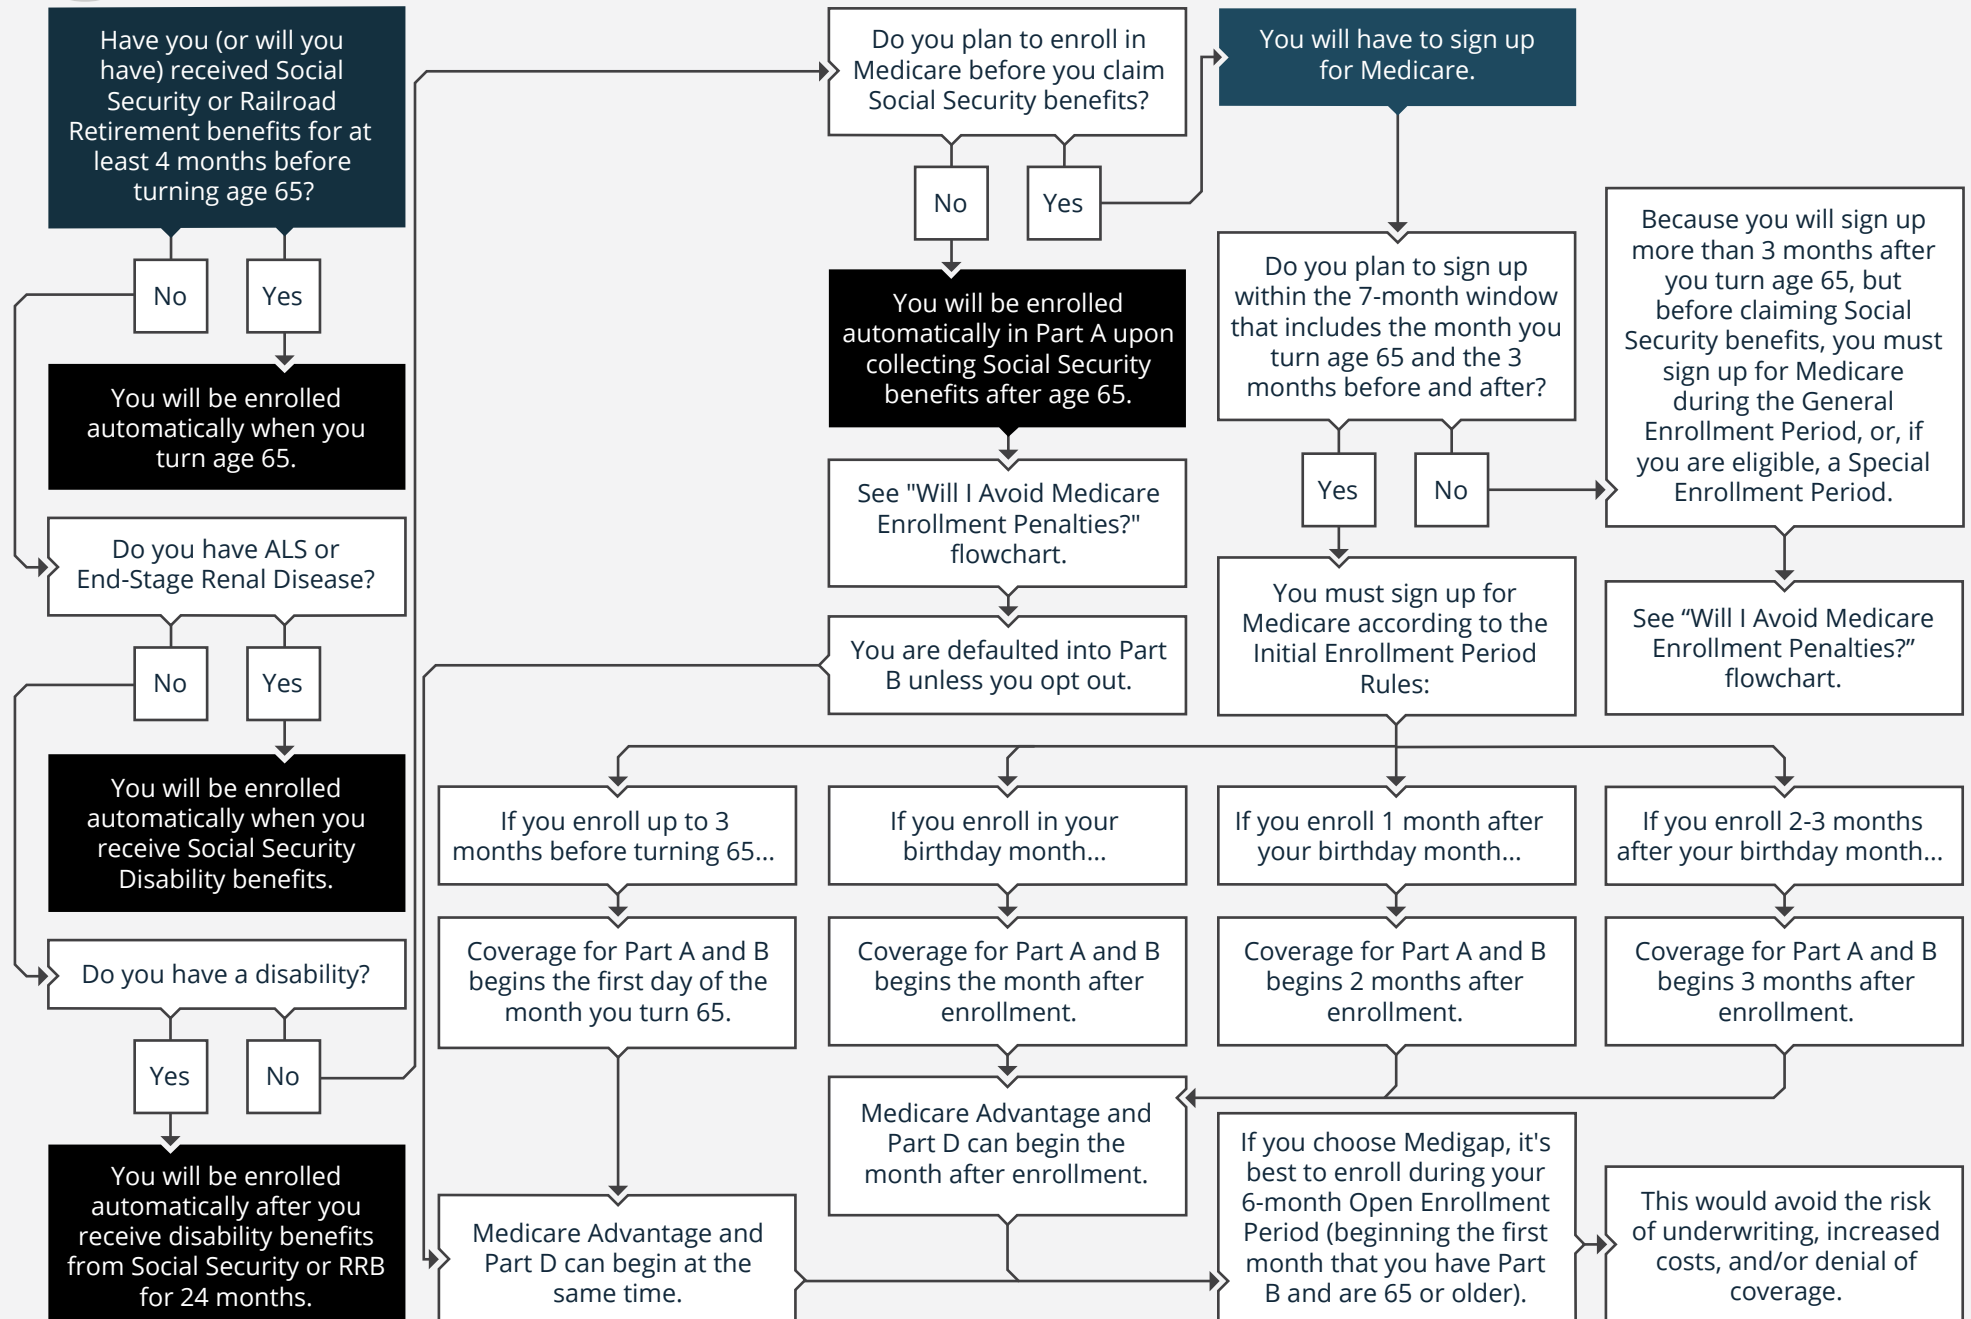 Have you (or will you
have) received Social
Security or Railroad
Retirement benefits for at
least 4 months before
turning age 65?
No
Yes
You will be enrolled
automatically when you
turn age 65.
Do you have ALS or
End-Stage Renal Disease?
No
Yes
You will be enrolled
automatically when you
receive Social Security
Disability benefits.
Do you have a disability?
Yes
No
You will be enrolled
automatically after you
receive disability benefits
from Social Security or RRB
for 24 months.
Do you plan to enroll in
Medicare before you claim
Social Security benefits?
No
Yes
You will be enrolled
automatically in Part A upon
collecting Social Security
benefits after age 65.
See "Will I Avoid Medicare
Enrollment Penalties?"
flowchart.
You are defaulted into Part
B unless you opt out.
You will have to sign up
for Medicare.
Do you plan to sign up
within the 7-month window
that includes the month you
turn age 65 and the 3
months before and after?
Yes
No
Because you will sign up
more than 3 months after
you turn age 65, but
before claiming Social
Security benefits, you must
sign up for Medicare
during the General
Enrollment Period, or, if
you are eligible, a Special
Enrollment Period.
See “Will I Avoid Medicare
Enrollment Penalties?”
flowchart.
You must sign up for
Medicare according to the
Initial Enrollment Period
Rules:
If you enroll up to 3
months before turning 65...
Coverage for Part A and B
begins the first day of the
month you turn 65.
Medicare Advantage and
Part D can begin at the
same time.
If you enroll in your
birthday month...
Coverage for Part A and B
begins the month after
enrollment.
Medicare Advantage and
Part D can begin the
month after enrollment.
If you enroll 1 month after
your birthday month...
Coverage for Part A and B
begins 2 months after
enrollment.
If you enroll 2-3 months
after your birthday month...
Coverage for Part A and B
begins 3 months after
enrollment.
If you choose Medigap, it's
best to enroll during your
6-month Open Enrollment
Period (beginning the first
month that you have Part
B and are 65 or older).
This would avoid the risk
of underwriting, increased
costs, and/or denial of
coverage.